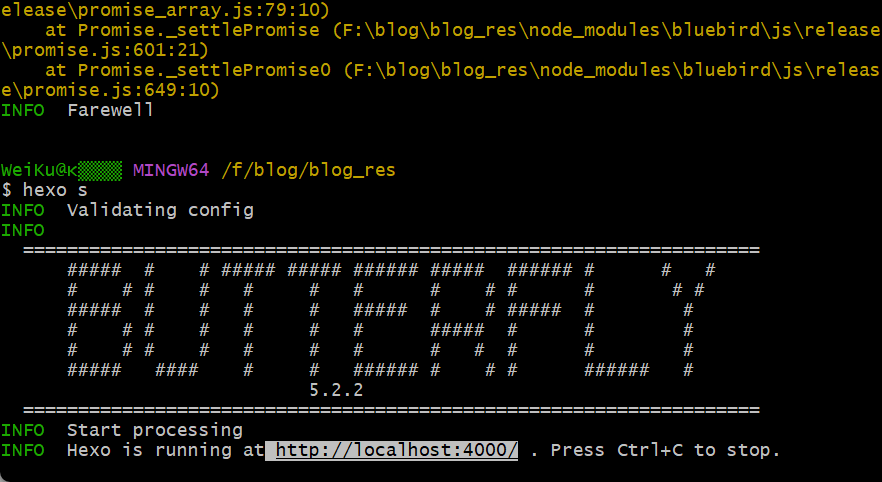 elease\promise_array.js:79:10)
    at Promise._settlePromise (F:\blog\blog_res\node_modules\bluebird\js\release
\promise.js:601:21)
    at Promise._settlePromise0 (F:\blog\blog_res\node_modules\bluebird\js\releas
e\promise.js:649:10)
INFO  Farewell
WeiKu@κ▒▒▒▒ MINGW64 /f/blog/blog_res
$ hexo s
INFO  Validating config
INFO
===================================================================
BUTTERFLY
5.2.2
===================================================================
INFO  Start processing
INFO  Hexo is running at http://localhost:4000/ . Press Ctrl+C to stop.